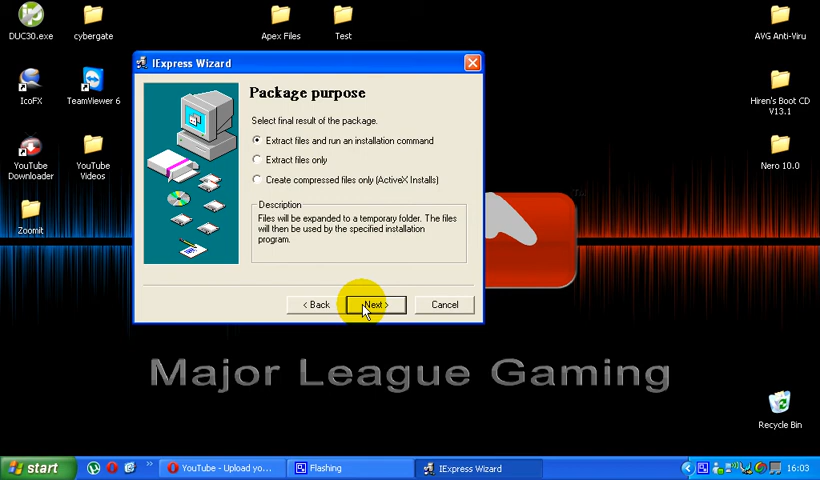 DUC30.exe
cybergate
Apex Files
Test
AVG Anti-Viru
IExpress Wizard
Package purpose
Select final result of the package.
Extract files and run an installation command
Extract files only
Create compressed files only (ActiveX Installs)
Description
Files will be expanded to a temporary folder. The files
will then be used by the specified installation
program.
< Back
Next >
Cancel
IcoFX
TeamViewer 6
Hiren's Boot CD
V13.1
YouTube
Downloader
YouTube
Videos
Nero 10.0
Zoomit
Major League Gaming
Recycle Bin
start
YouTube - Upload yo...
Flashing
IExpress Wizard
16:03